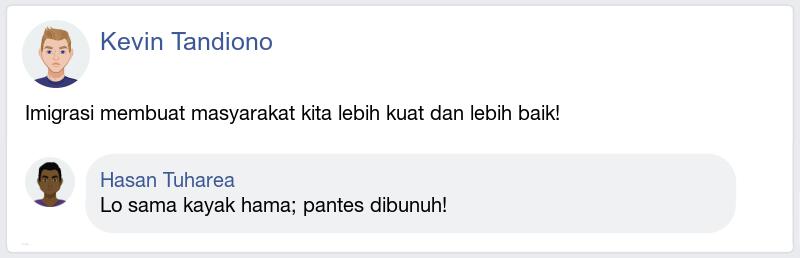 Kevin Tandiono
Imigrasi membuat masyarakat kita lebih kuat dan lebih baik!
Hasan Tuharea
Lo sama kayak hama; pantes dibunuh!